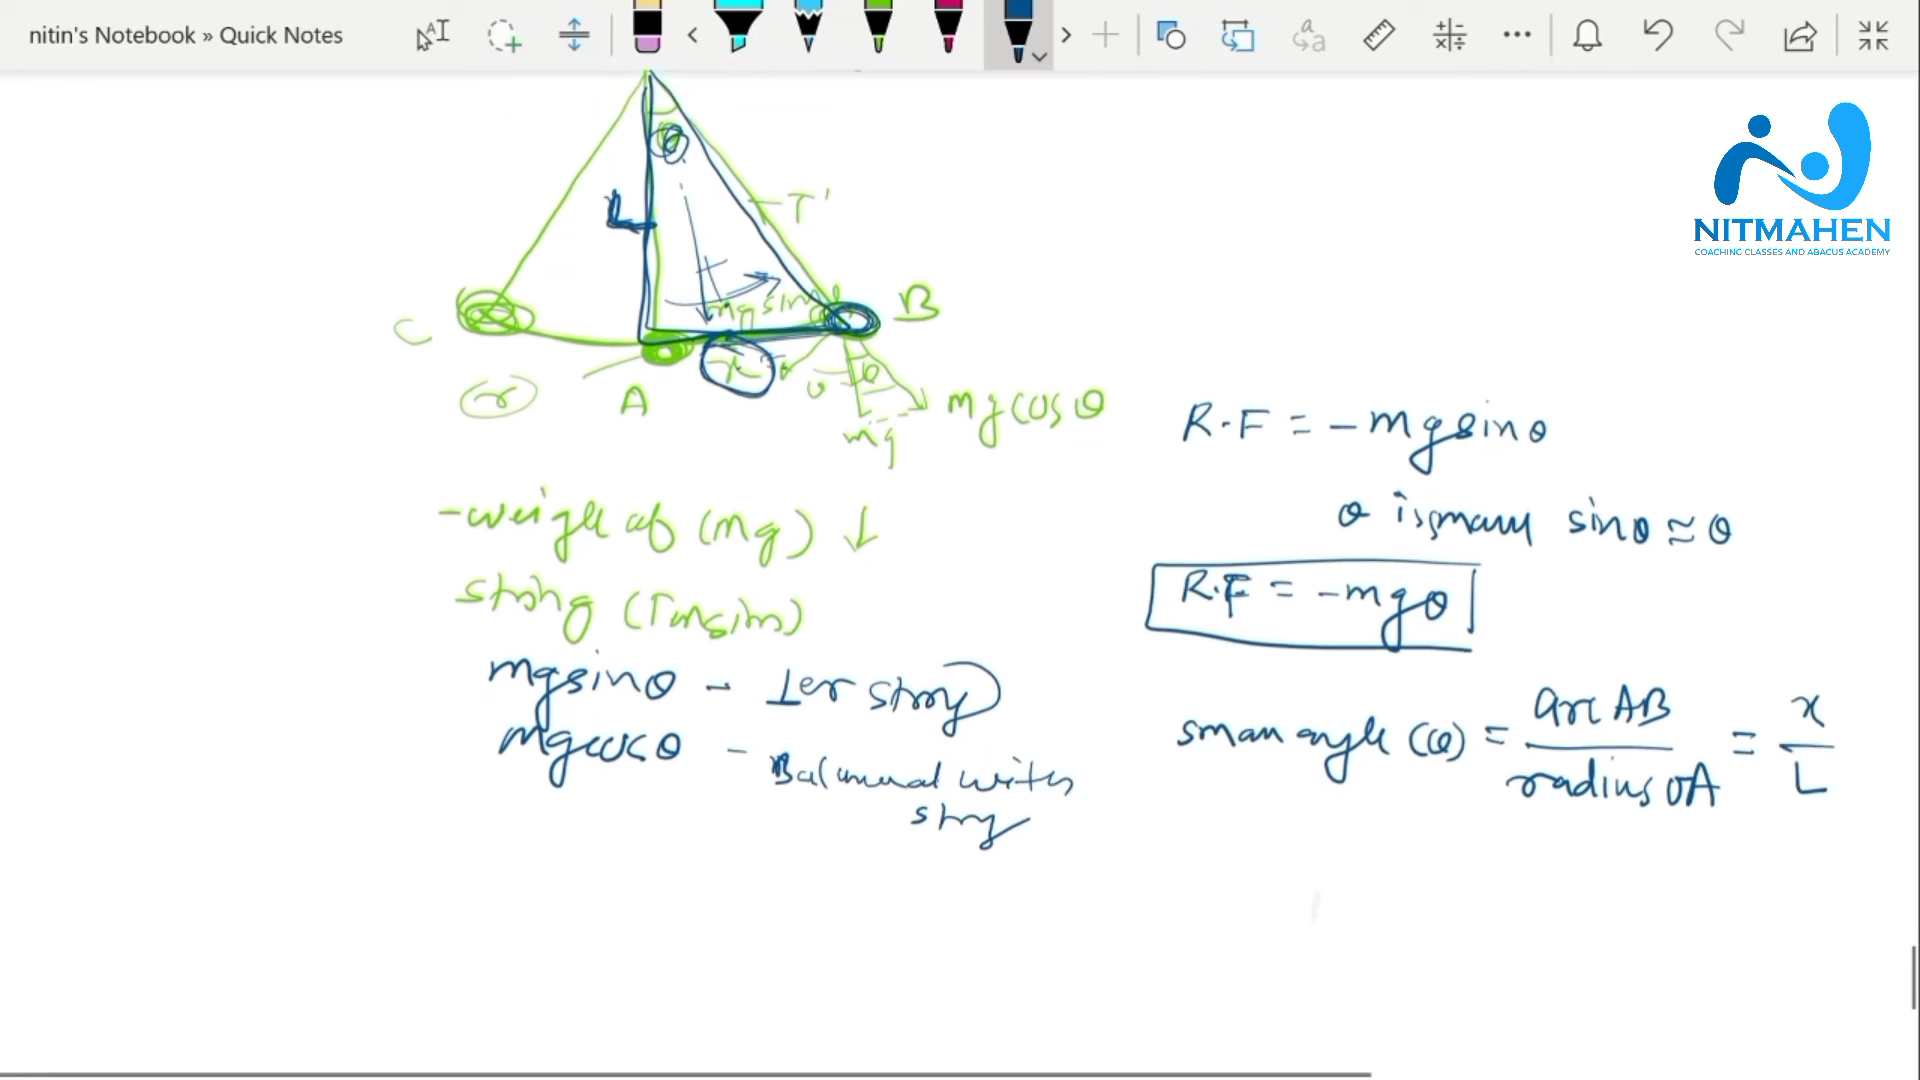 nitin's Notebook » Quick Notes
NITMAHEN
COACHING CLASSES AND ABACUS ACADEMY
L
T'
mg sin
B
C
x
A
θ
mg cos θ
mg
R.F = -mg sin θ
- weight of (mg) ↓
θ is small sin θ ≈ θ
string (Tension)
R.F = -mgθ
mg sin θ - ⊥er string
mg cos θ - Balanced with string
small angle (θ) = arc AB / radius OA = x / L